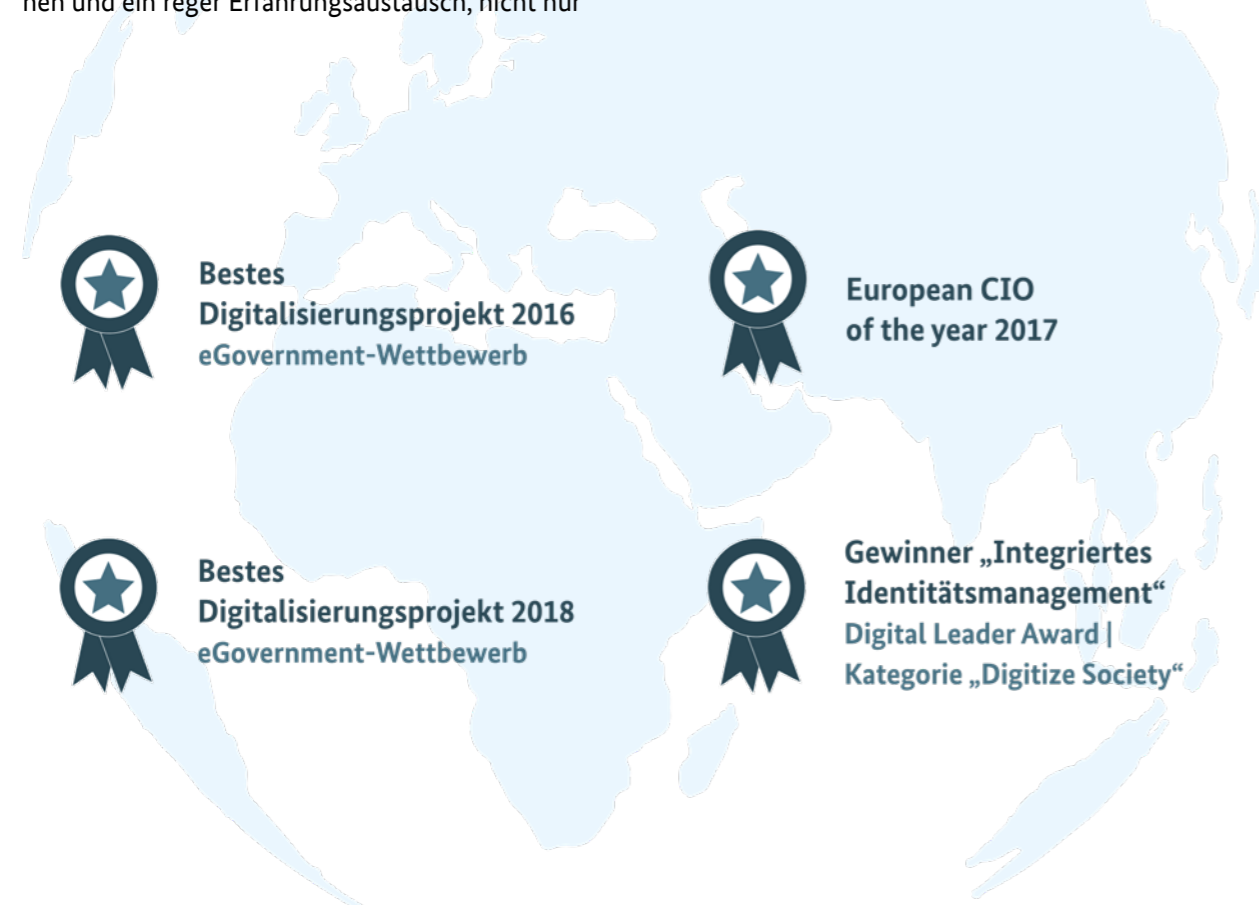 nen und ein reger Erfahrungsaustausch, nicht nur
Bestes
Digitalisierungsprojekt 2016
eGovernment-Wettbewerb
European CIO
of the year 2017
Bestes
Digitalisierungsprojekt 2018
eGovernment-Wettbewerb
Gewinner „Integriertes
Identitätsmanagement“
Digital Leader Award |
Kategorie „Digitize Society“